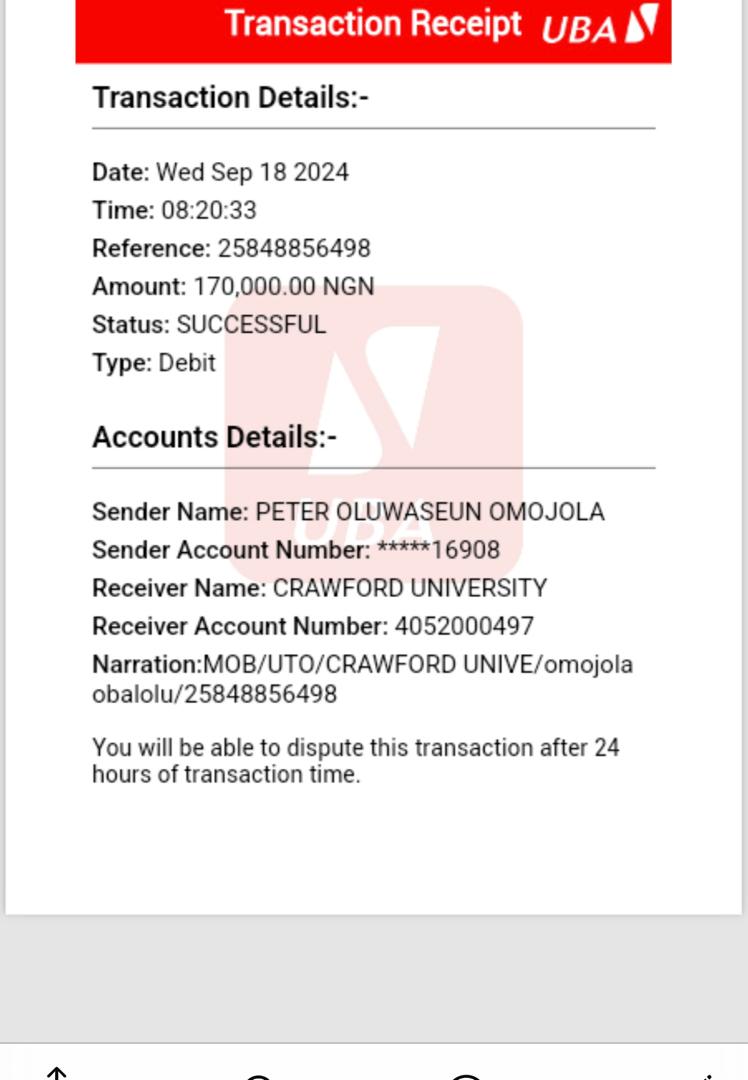 Transaction Receipt UBA
Transaction Details:-
Date: Wed Sep 18 2024
Time: 08:20:33
Reference: 25848856498
Amount: 170,000.00 NGN
Status: SUCCESSFUL
Type: Debit
Accounts Details:-
Sender Name: PETER OLUWASEUN OMOJOLA
Sender Account Number: *****16908
Receiver Name: CRAWFORD UNIVERSITY
Receiver Account Number: 4052000497
Narration:MOB/UTO/CRAWFORD UNIVE/omojola
obalolu/25848856498
You will be able to dispute this transaction after 24
hours of transaction time.
UBA